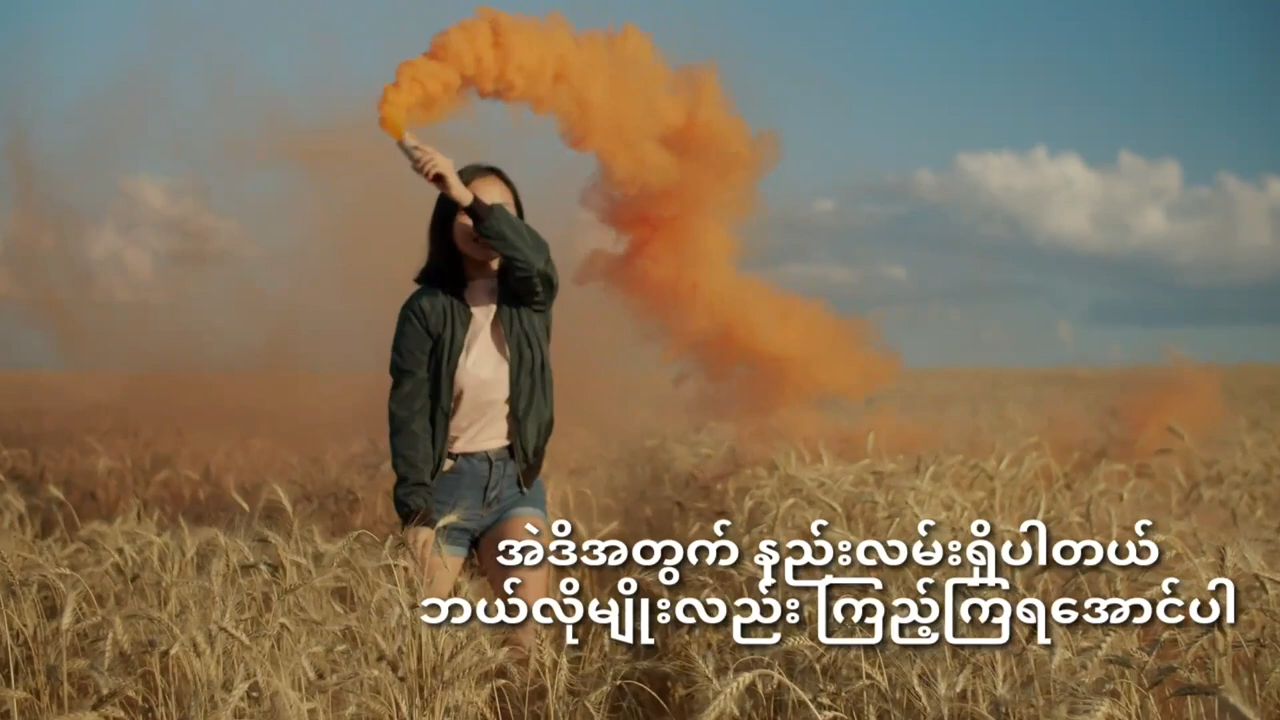 အဲဒီအတွက် နည်းလမ်းရှိပါတယ်
ဘယ်လိုမျိုးလည်း ကြည့်ကြရအောင်ပါ